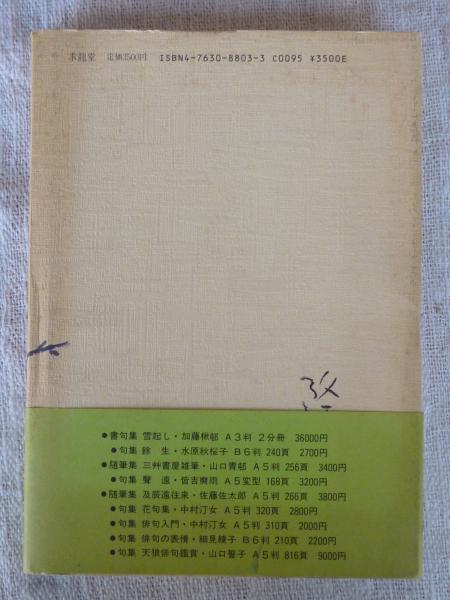 求龍堂 定価3500円 ISBN4-7630-8803-3 C0095 ¥3500E
●書句集 雪起し・加藤楸邨 A3判 2分冊 36000円
●句集 餘 生・水原秋桜子 B6判 240頁 2700円
●随筆集 三艸書屋雑筆・山口青邨 A5判 256頁 3400円
●句集 聲 遠・皆吉爽雨 A5変型 168頁 3200円
●随筆集 及辰遠往来・佐藤佐太郎 A5判 266頁 3800円
●句集 花句集・中村汀女 A5判 320頁 2800円
●句集 俳句入門・中村汀女 A5判 310頁 2000円
●句集 俳句の表情・細見綾子 B6判 210頁 2200円
●句集 天狼俳句鑑賞・山口誓子 A5判 816頁 9000円